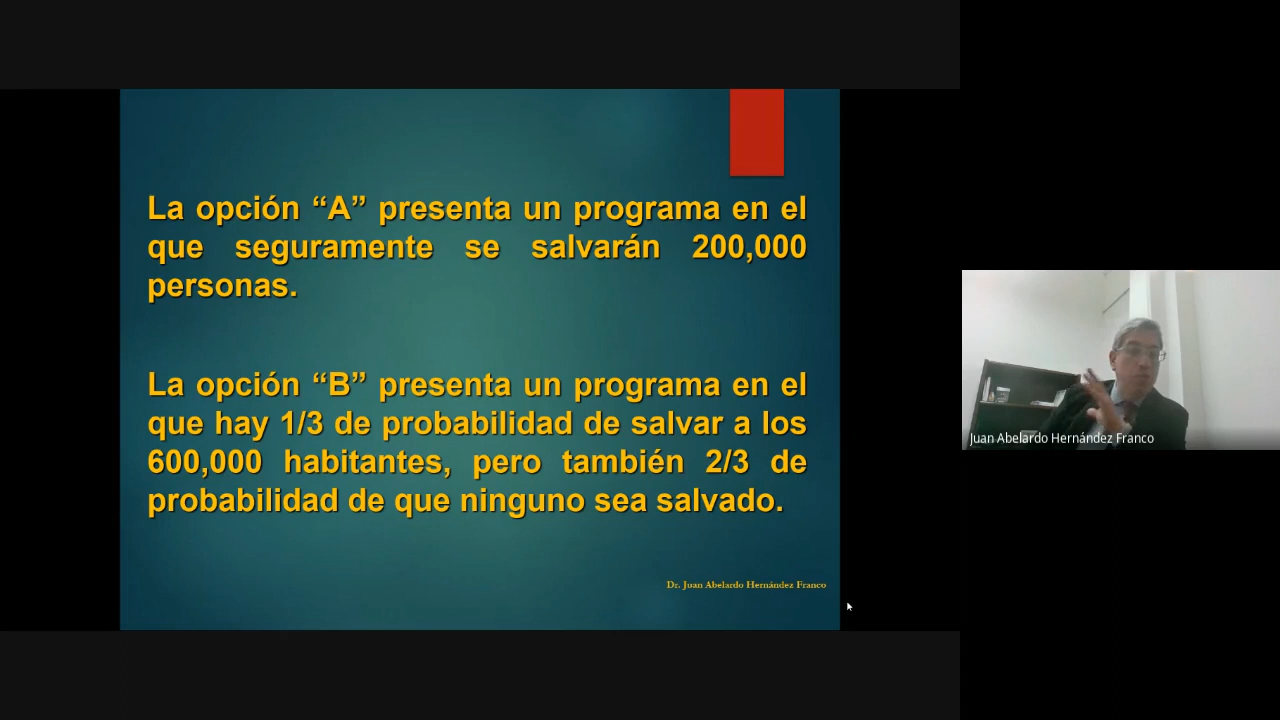 La opción “A” presenta un programa en el
que seguramente se salvarán 200,000
personas.
La opción “B” presenta un programa en el
que hay 1/3 de probabilidad de salvar a los
600,000 habitantes, pero también 2/3 de
probabilidad de que ninguno sea salvado.
Dr. Juan Abelardo Hernández Franco
Juan Abelardo Hernández Franco